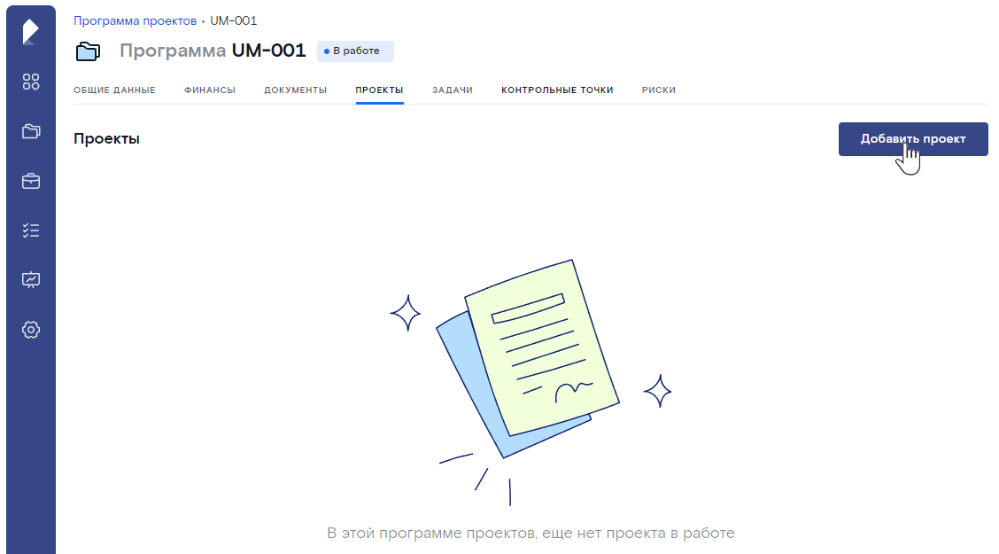 Программа проектов • UM-001
Программа UM-001 • В работе
ОБЩИЕ ДАННЫЕ ФИНАНСЫ ДОКУМЕНТЫ ПРОЕКТЫ ЗАДАЧИ КОНТРОЛЬНЫЕ ТОЧКИ РИСКИ
Проекты Добавить проект
В этой программе проектов, еще нет проекта в работе